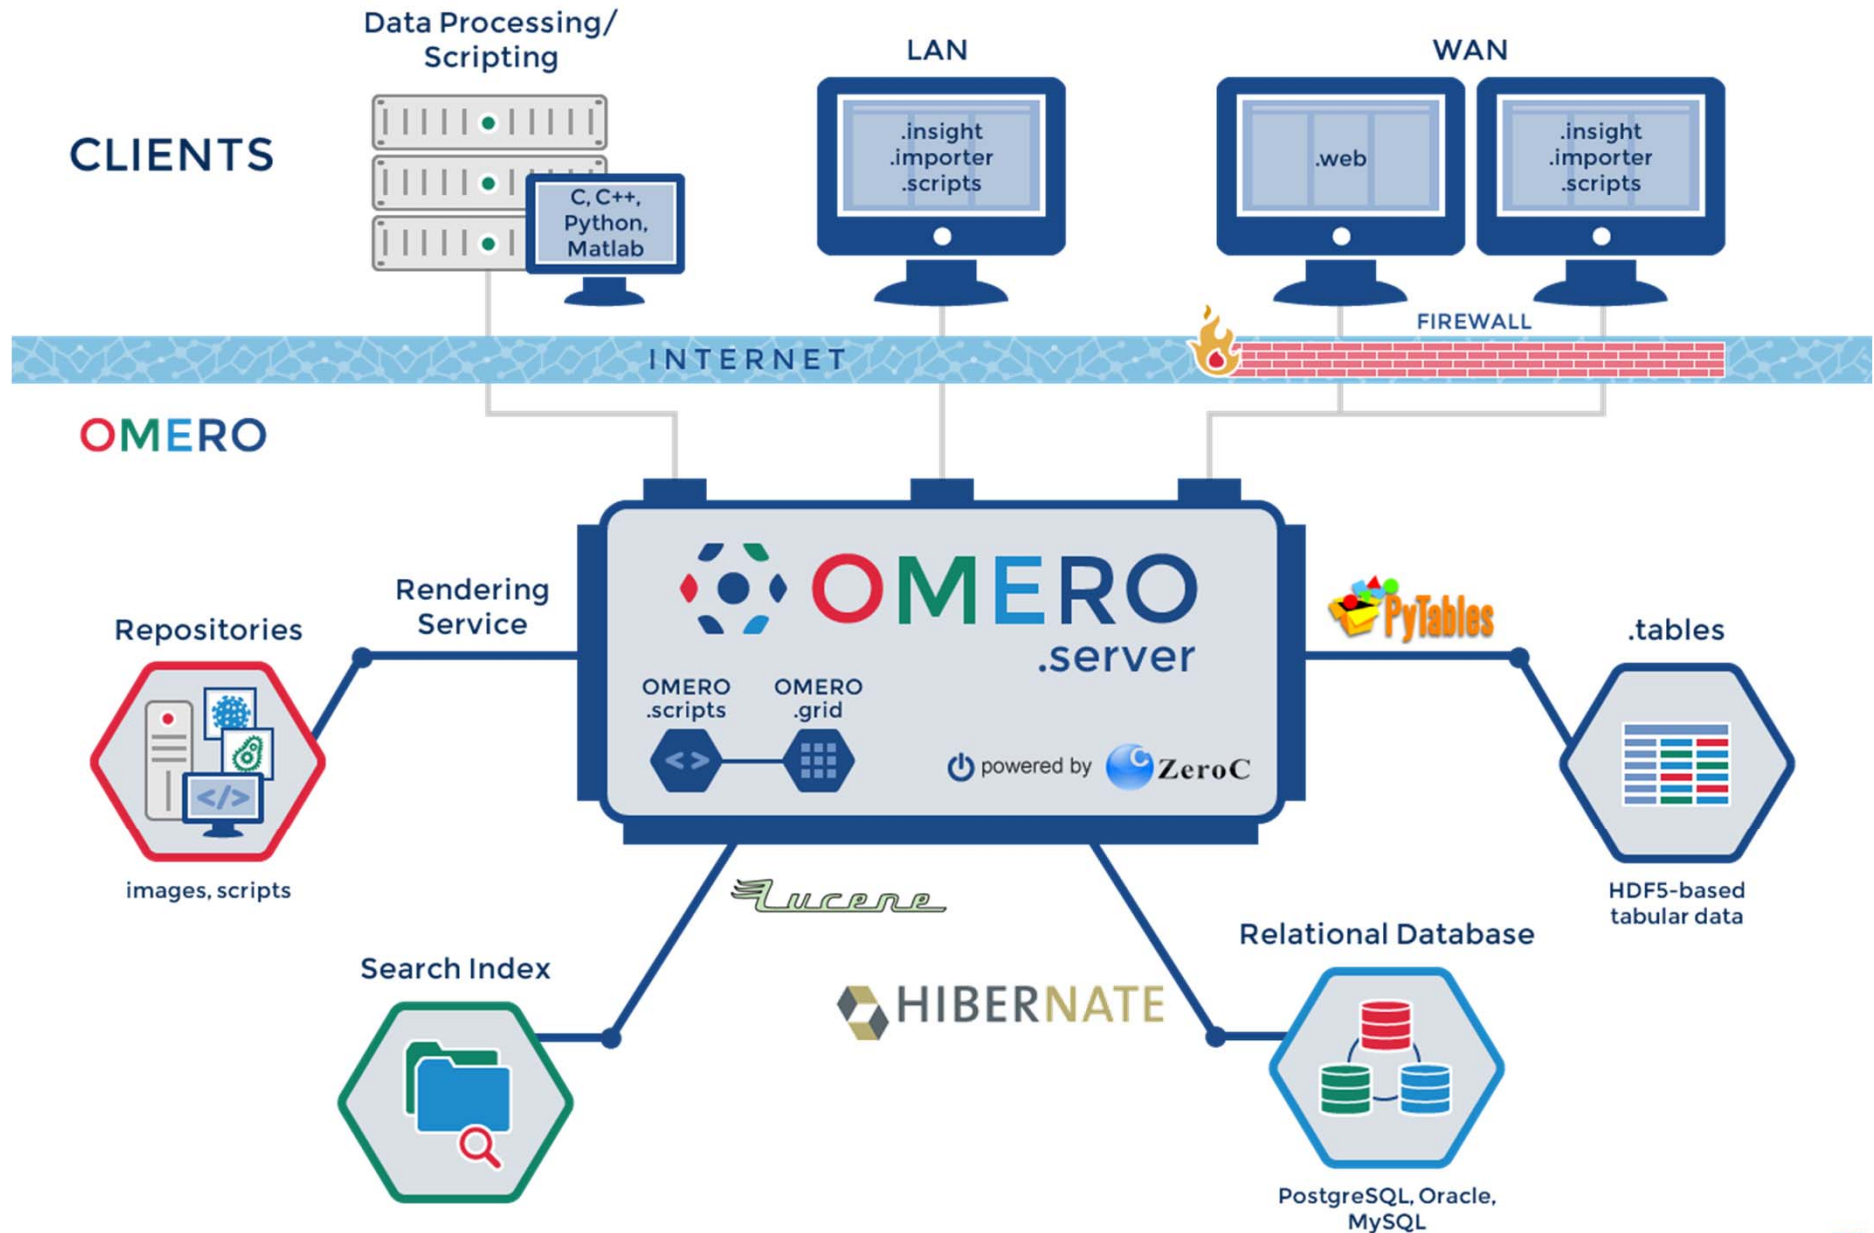 Data Processing/
Scripting
LAN
WAN
CLIENTS
C, C++,
Python,
Matlab
.insight
.importer
.scripts
.web
.insight
.importer
.scripts
FIREWALL
INTERNET
OMERO
OMERO
.server
Rendering
Service
Repositories
PyTables
.tables
OMERO
.scripts
OMERO
.grid
powered by ZeroC
</>
images, scripts
Lucene
HDF5-based
tabular data
Search Index
HIBERNATE
Relational Database
PostgreSQL, Oracle,
MySQL